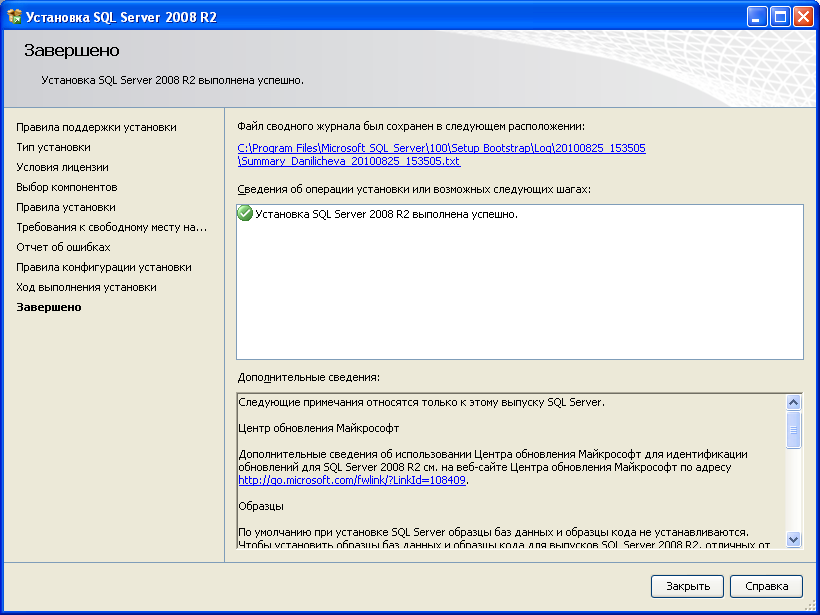 Установка SQL Server 2008 R2
Завершено
Установка SQL Server 2008 R2 выполнена успешно.
Правила поддержки установки
Тип установки
Условия лицензии
Выбор компонентов
Правила установки
Требования к свободному месту на...
Отчет об ошибках
Правила конфигурации установки
Ход выполнения установки
Завершено
Файл сводного журнала был сохранен в следующем расположении:
C:\Program Files\Microsoft SQL Server\100\Setup Bootstrap\Log\20100825_153505
\Summary_Danilicheva_20100825_153505.txt
Сведения об операции установки или возможных следующих шагах:
Установка SQL Server 2008 R2 выполнена успешно.
Дополнительные сведения:
Следующие примечания относятся только к этому выпуску SQL Server.
Центр обновления Майкрософт
Дополнительные сведения об использовании Центра обновления Майкрософт для идентификации
обновлений для SQL Server 2008 R2 см. на веб-сайте Центра обновления Майкрософт по адресу
http://go.microsoft.com/fwlink/?LinkId=108409.
Образцы
По умолчанию при установке SQL Server образцы баз данных и образцы кода не устанавливаются.
Чтобы установить образцы баз данных и образцы кода для выпусков SQL Server 2008 R2, отличных от
Закрыть
Справка